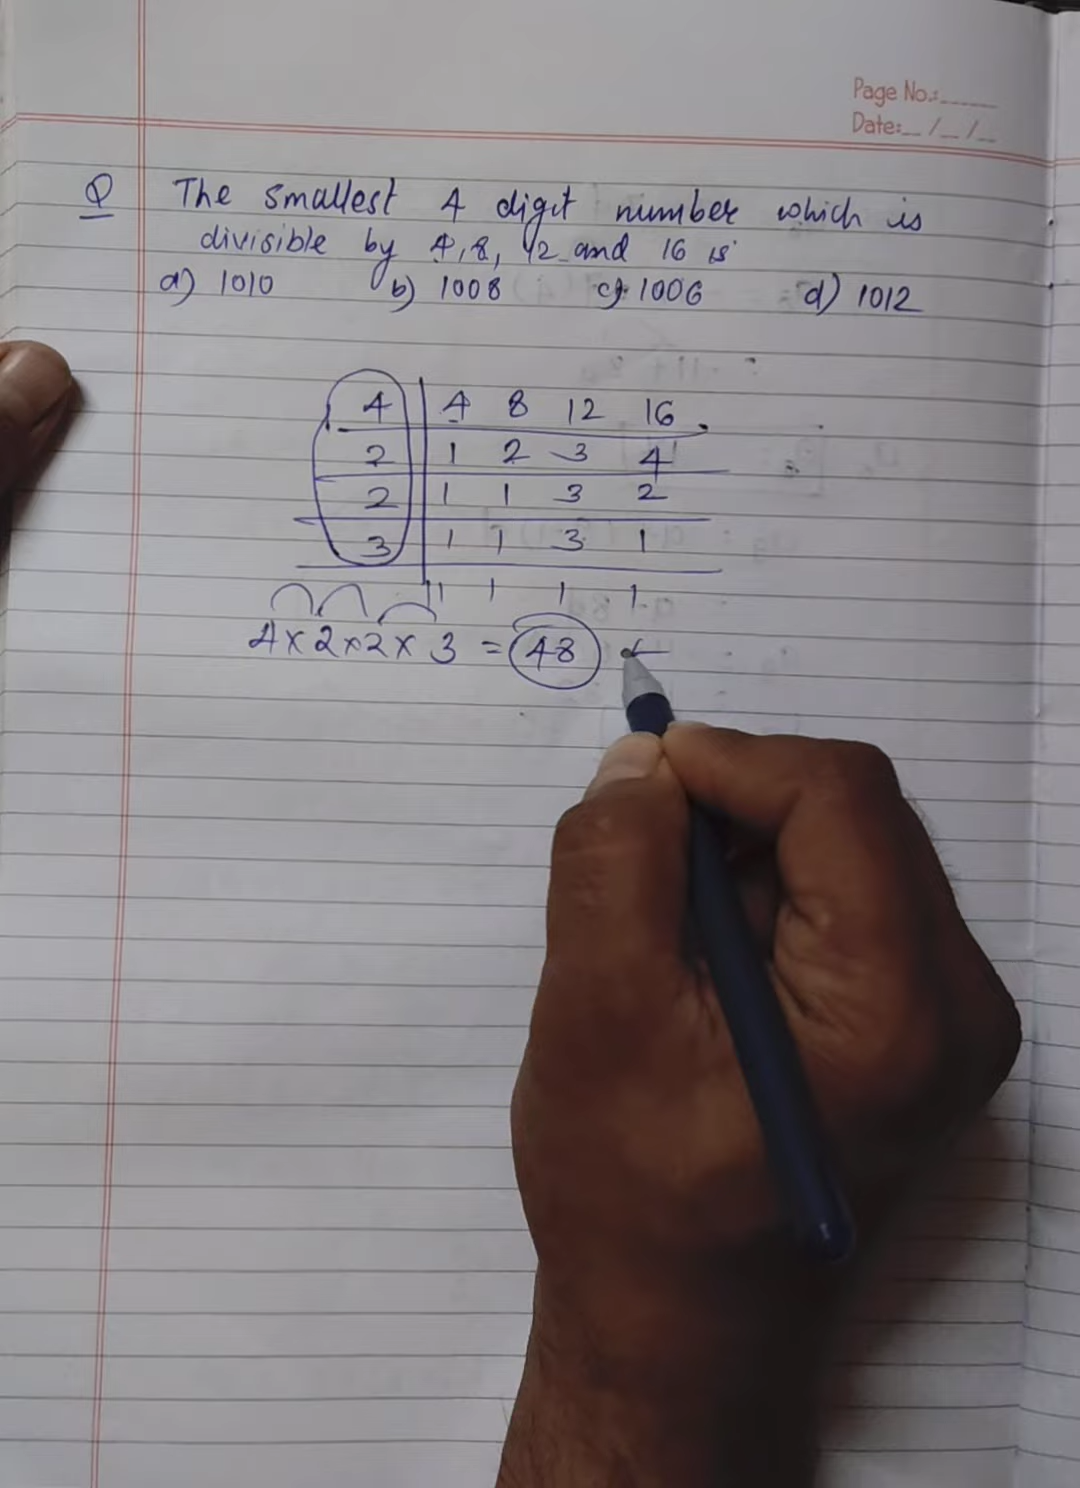 Page No.:
Date: / /
Q The smallest 4 digit number which is
divisible by 4, 8, 12 and 16 is
a) 1010 b) 1008 c) 1006 d) 1012
4 4 8 12 16
2 1 2 3 4
2 1 1 3 2
3 1 1 3 1
1 1 1 1
4×2×2×3 = 48